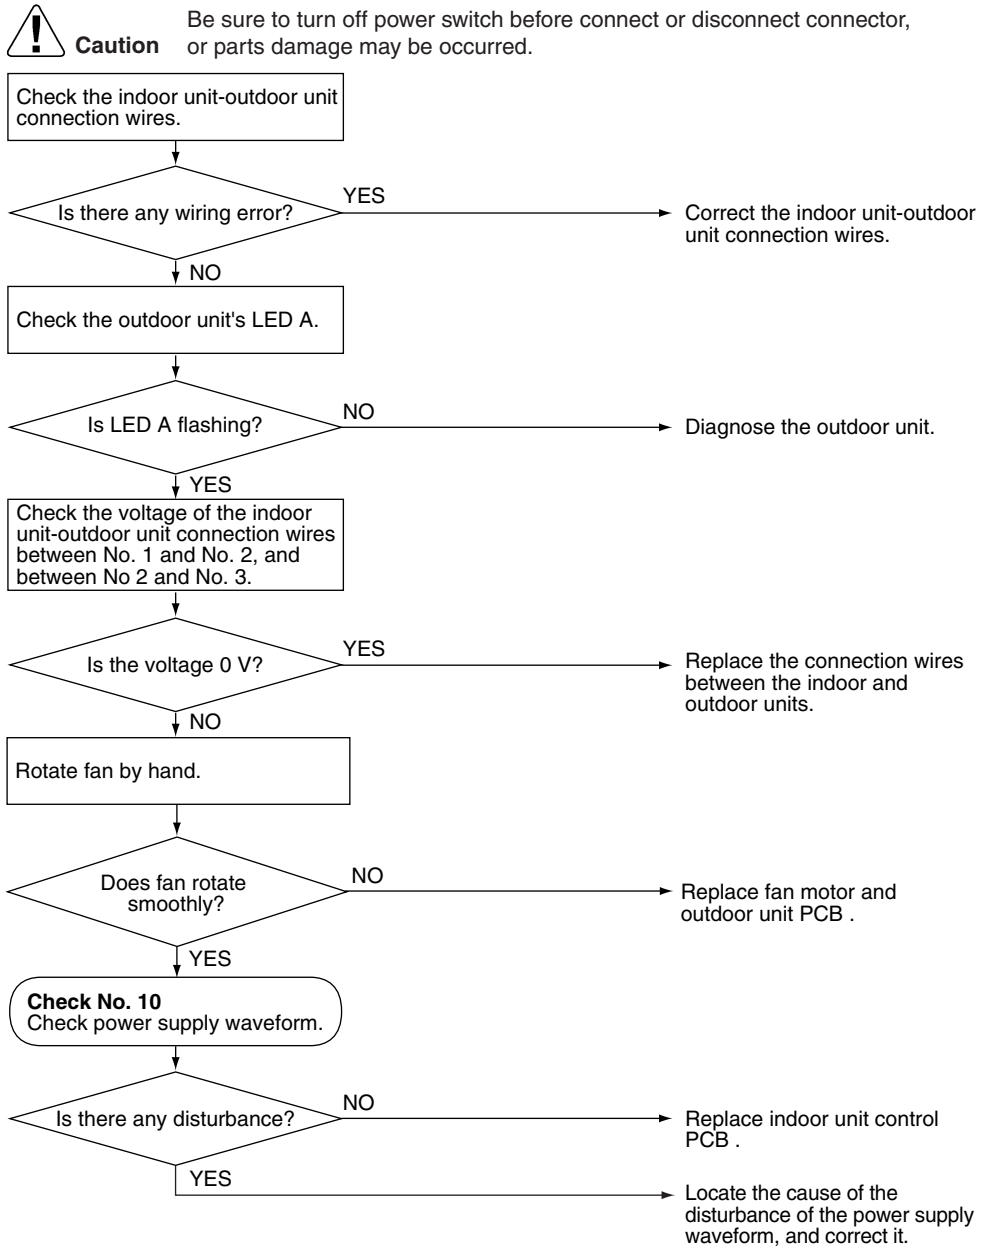 Be sure to turn off power switch before connect or disconnect connector,
Caution or parts damage may be occurred.
Check the indoor unit-outdoor unit
connection wires.
Is there any wiring error?
YES
Correct the indoor unit-outdoor
unit connection wires.
NO
Check the outdoor unit's LED A.
Is LED A flashing?
NO
Diagnose the outdoor unit.
YES
Check the voltage of the indoor
unit-outdoor unit connection wires
between No. 1 and No. 2, and
between No 2 and No. 3.
Is the voltage 0 V?
YES
Replace the connection wires
between the indoor and
outdoor units.
NO
Rotate fan by hand.
Does fan rotate
smoothly?
NO
Replace fan motor and
outdoor unit PCB .
YES
Check No. 10
Check power supply waveform.
Is there any disturbance?
NO
Replace indoor unit control
PCB .
YES
Locate the cause of the
disturbance of the power supply
waveform, and correct it.